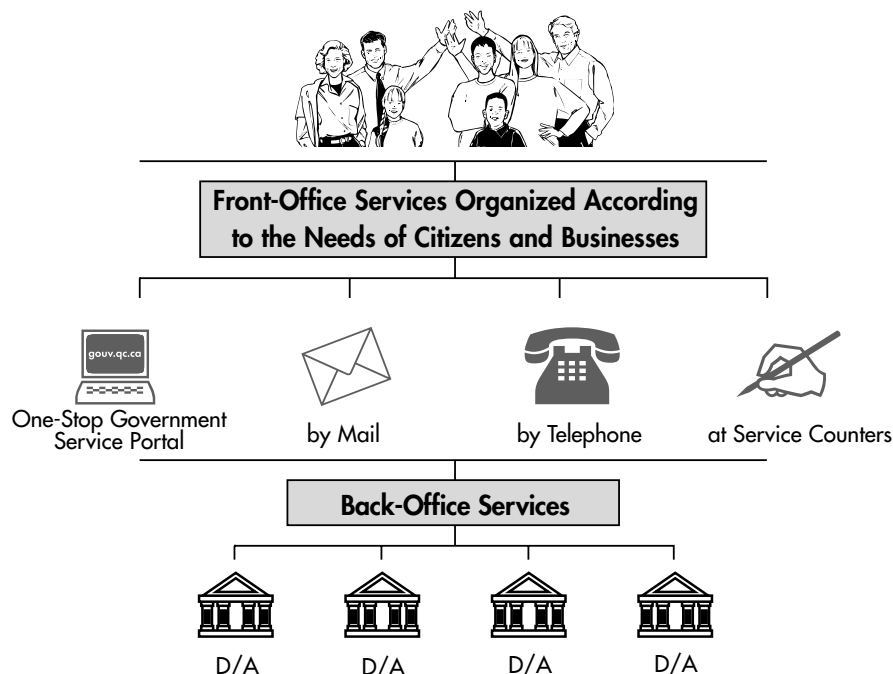 Front-Office Services Organized According
to the Needs of Citizens and Businesses
gouv.qc.ca
One-Stop Government
Service Portal
by Mail
by Telephone
at Service Counters
Back-Office Services
D/A
D/A
D/A
D/A